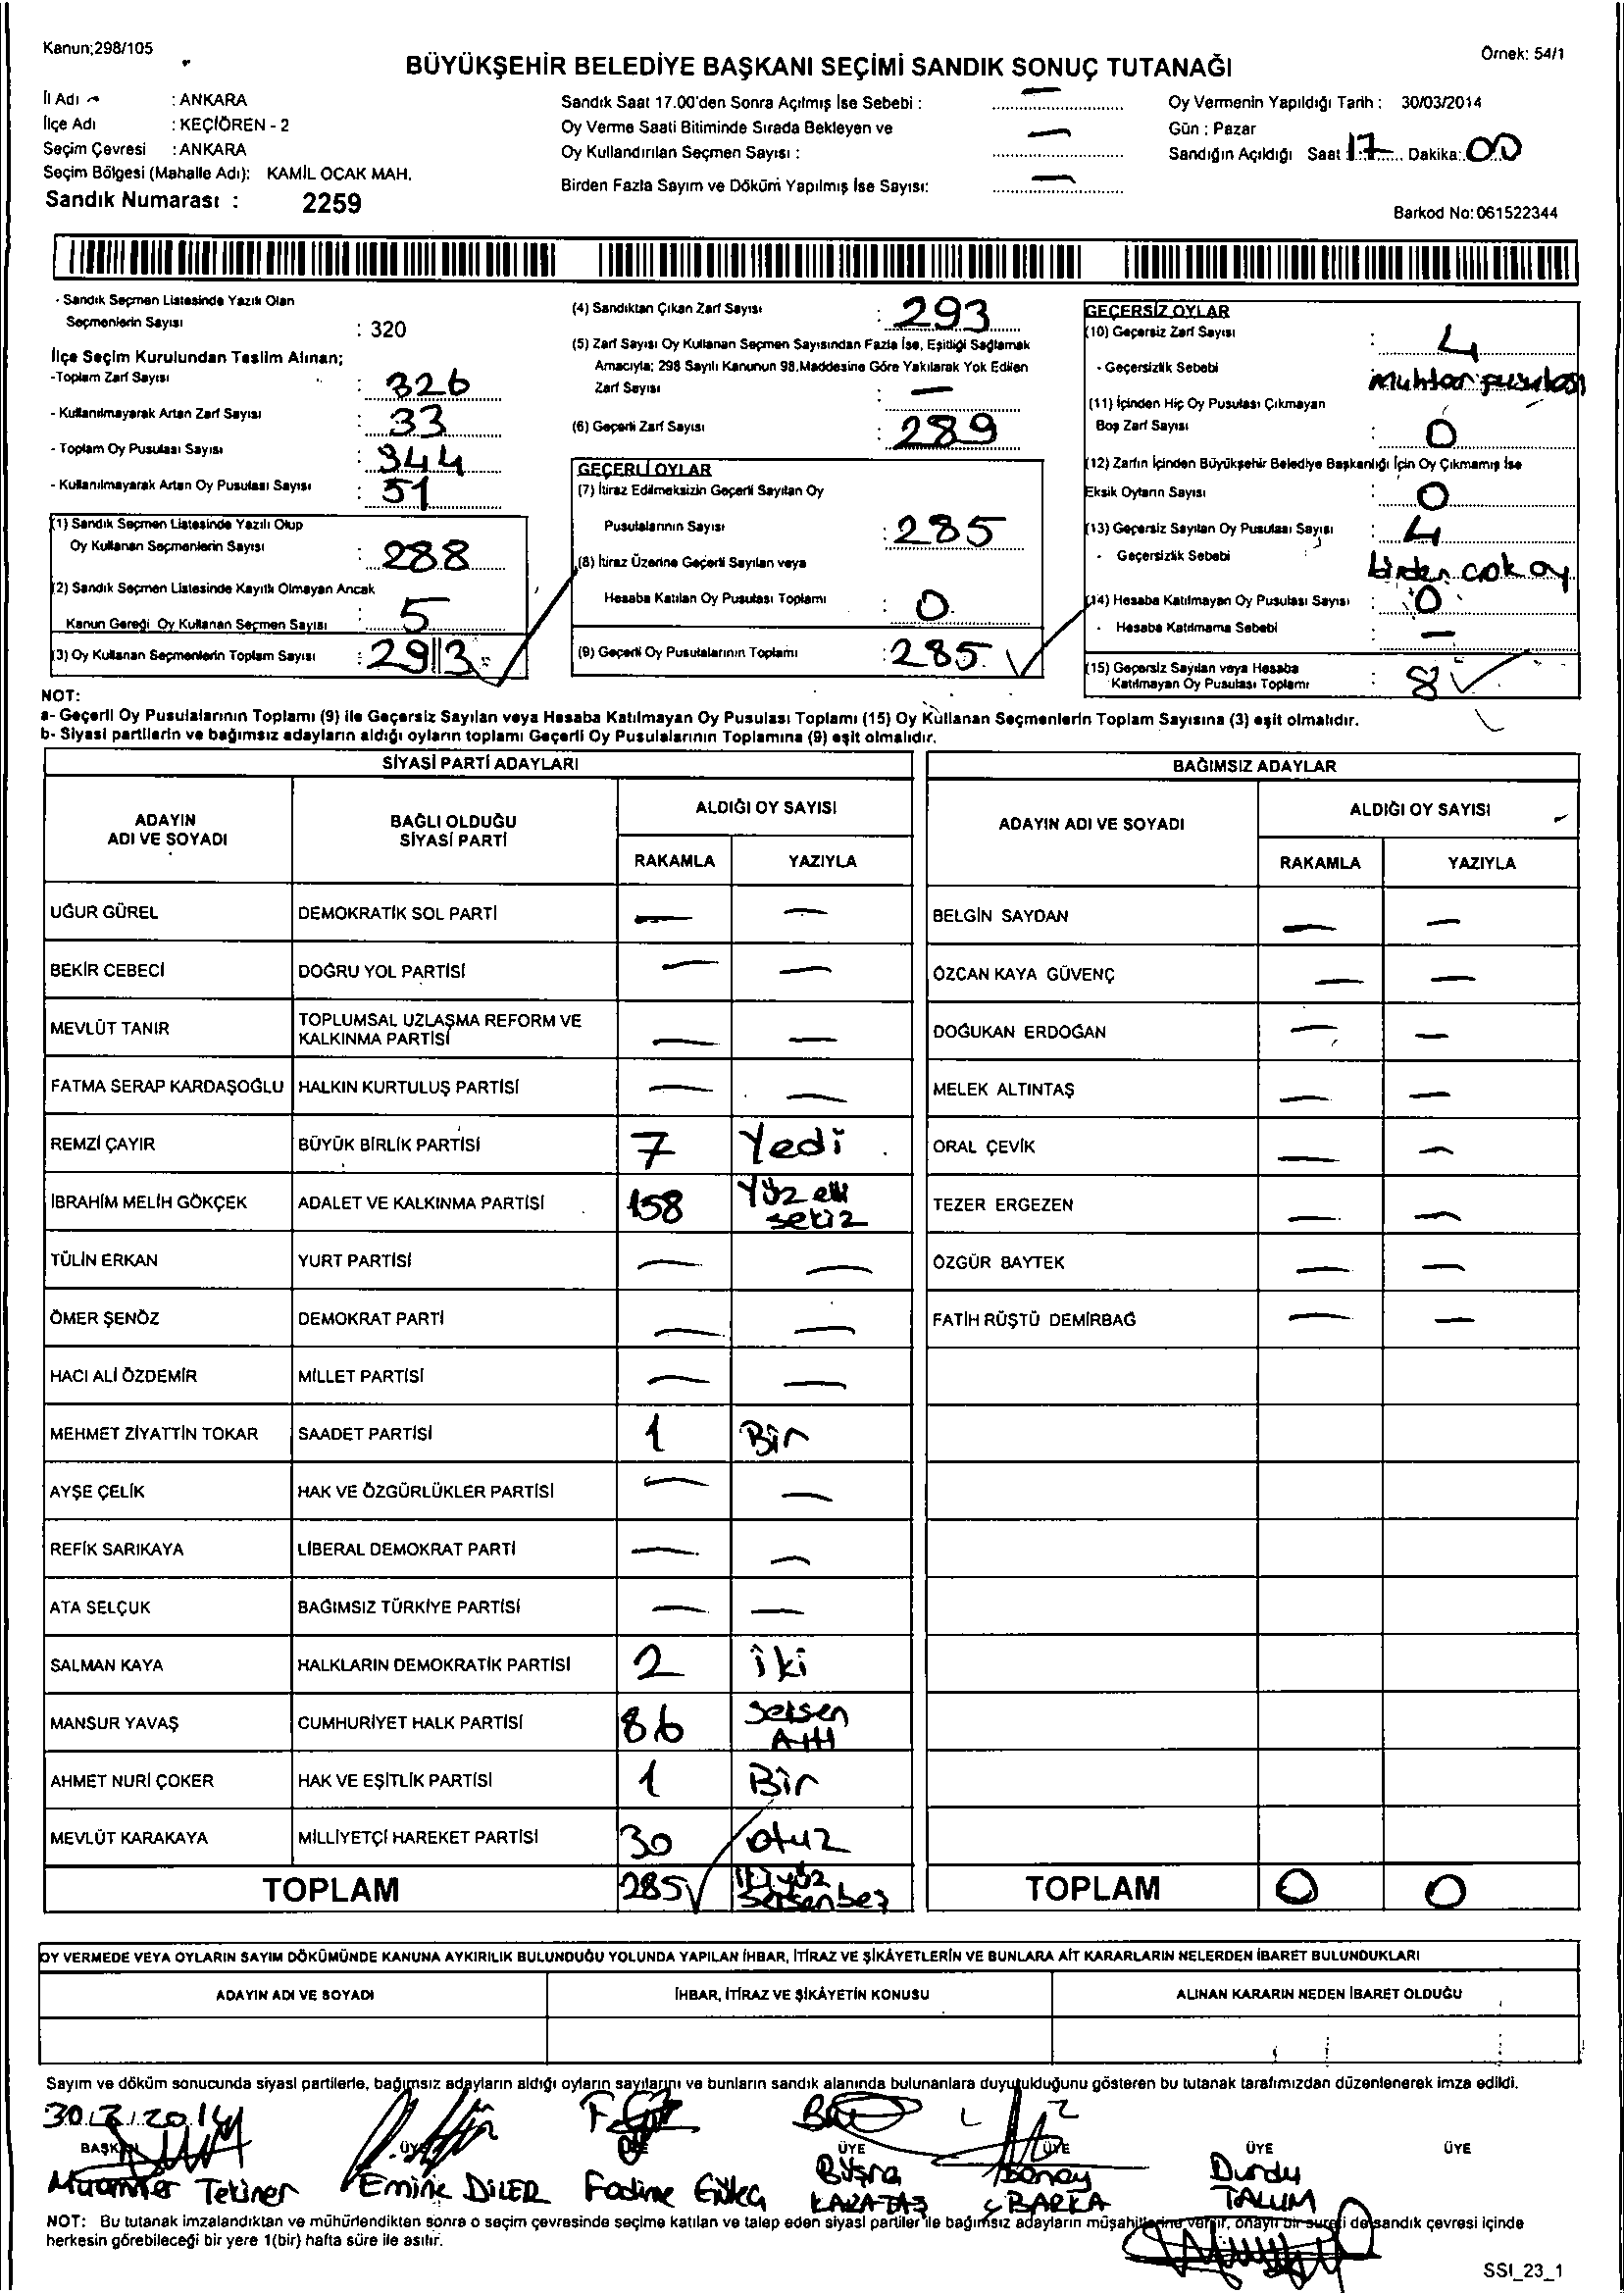 Kanun;298/105
Örnek: 54/1
BÜYÜKŞEHİR BELEDİYE BAŞKANI SEÇİMİ SANDIK SONUÇ TUTANAĞI
İl Adı : ANKARA
İlçe Adı : KEÇİÖREN - 2
Seçim Çevresi : ANKARA
Seçim Bölgesi (Mahalle Adı): KAMİL OCAK MAH.
Sandık Numarası : 2259
Sandık Saat 17.00'den Sonra Açılmış İse Sebebi : —
Oy Verme Saati Bitiminde Sırada Bekleyen ve
Oy Kullandırılan Seçmen Sayısı : —
Birden Fazla Sayım ve Döküm Yapılmış İse Sayısı: —
Oy Vermenin Yapıldığı Tarih : 30/03/2014
Gün : Pazar
Sandığın Açıldığı Saat : 17 Dakika: 00
Barkod No: 061522344
- Sandık Seçmen Listesinde Yazılı Olan
Seçmenlerin Sayısı : 320
İlçe Seçim Kurulundan Teslim Alınan;
-Toplam Zarf Sayısı : 326
- Kullanılmayarak Artan Zarf Sayısı : 33
- Toplam Oy Pusulası Sayısı : 344
- Kullanılmayarak Artan Oy Pusulası Sayısı : 51
(1) Sandık Seçmen Listesinde Yazılı Olup
Oy Kullanan Seçmenlerin Sayısı : 288
(2) Sandık Seçmen Listesinde Kayıtlı Olmayan Ancak
Kanun Gereği Oy Kullanan Seçmen Sayısı : 5
(3) Oy Kullanan Seçmenlerin Toplam Sayısı : 293
(4) Sandıktan Çıkan Zarf Sayısı : 293
(5) Zarf Sayısı Oy Kullanan Seçmen Sayısından Fazla İse, Eşitliği Sağlamak
Amacıyla; 298 Sayılı Kanunun 98.Maddesine Göre Yakılarak Yok Edilen
Zarf Sayısı : —
(6) Geçerli Zarf Sayısı : 289
GEÇERLİ OYLAR
(7) İtiraz Edilmeksizin Geçerli Sayılan Oy
Pusulalarının Sayısı : 285
(8) İtiraz Üzerine Geçerli Sayılan veya
Hesaba Katılan Oy Pusulası Toplamı : 0
(9) Geçerli Oy Pusulalarının Toplamı : 285
GEÇERSİZ OYLAR
(10) Geçersiz Zarf Sayısı : 4
- Geçersizlik Sebebi muhtar pusulası
(11) İçinden Hiç Oy Pusulası Çıkmayan
Boş Zarf Sayısı : 0
(12) Zarfın İçinden Büyükşehir Belediye Başkanlığı İçin Oy Çıkmamış İse
Eksik Oyların Sayısı : 0
(13) Geçersiz Sayılan Oy Pusulası Sayısı : 4
- Geçersizlik Sebebi birden çok oy
(14) Hesaba Katılmayan Oy Pusulası Sayısı : 0
- Hesaba Katılmama Sebebi : —
(15) Geçersiz Sayılan veya Hesaba
Katılmayan Oy Pusulası Toplamı : 8
NOT:
a- Geçerli Oy Pusulalarının Toplamı (9) ile Geçersiz Sayılan veya Hesaba Katılmayan Oy Pusulası Toplamı (15) Oy Kullanan Seçmenlerin Toplam Sayısına (3) eşit olmalıdır.
b- Siyasi partilerin ve bağımsız adayların aldığı oyların toplamı Geçerli Oy Pusulalarının Toplamına (9) eşit olmalıdır.
SİYASİ PARTİ ADAYLARI
ADAYIN ADI VE SOYADI BAĞLI OLDUĞU SİYASİ PARTİ ALDIĞI OY SAYISI
RAKAMLA YAZIYLA
UĞUR GÜREL DEMOKRATİK SOL PARTİ — —
BEKİR CEBECİ DOĞRU YOL PARTİSİ — —
MEVLÜT TANIR TOPLUMSAL UZLAŞMA REFORM VE KALKINMA PARTİSİ — —
FATMA SERAP KARDAŞOĞLU HALKIN KURTULUŞ PARTİSİ — —
REMZİ ÇAYIR BÜYÜK BİRLİK PARTİSİ 7 Yedi
İBRAHİM MELİH GÖKÇEK ADALET VE KALKINMA PARTİSİ 158 Yüz elli sekiz
TÜLİN ERKAN YURT PARTİSİ — —
ÖMER ŞENÖZ DEMOKRAT PARTİ — —
HACI ALİ ÖZDEMİR MİLLET PARTİSİ — —
MEHMET ZİYATTİN TOKAR SAADET PARTİSİ 1 Bir
AYŞE ÇELİK HAK VE ÖZGÜRLÜKLER PARTİSİ — —
REFİK SARIKAYA LİBERAL DEMOKRAT PARTİ — —
ATA SELÇUK BAĞIMSIZ TÜRKİYE PARTİSİ — —
SALMAN KAYA HALKLARIN DEMOKRATİK PARTİSİ 2 iki
MANSUR YAVAŞ CUMHURİYET HALK PARTİSİ 86 Seksen Altı
AHMET NURİ ÇOKER HAK VE EŞİTLİK PARTİSİ 1 Bir
MEVLÜT KARAKAYA MİLLİYETÇİ HAREKET PARTİSİ 30 otuz
TOPLAM 285 İkiyüz Seksenbeş
BAĞIMSIZ ADAYLAR
ADAYIN ADI VE SOYADI ALDIĞI OY SAYISI
RAKAMLA YAZIYLA
BELGİN SAYDAN — —
ÖZCAN KAYA GÜVENÇ — —
DOĞUKAN ERDOĞAN — —
MELEK ALTINTAŞ — —
ORAL ÇEVİK — —
TEZER ERGEZEN — —
ÖZGÜR BAYTEK — —
FATİH RÜŞTÜ DEMİRBAĞ — —
TOPLAM 0 0
OY VERMEDE VEYA OYLARIN SAYIM DÖKÜMÜNDE KANUNA AYKIRILIK BULUNDUĞU YOLUNDA YAPILAN İHBAR, İTİRAZ VE ŞİKÂYETLERİN VE BUNLARA AİT KARARLARIN NELERDEN İBARET BULUNDUKLARI
ADAYIN ADI VE SOYADI İHBAR, İTİRAZ VE ŞİKÂYETİN KONUSU ALINAN KARARIN NEDEN İBARET OLDUĞU
Sayım ve döküm sonucunda siyasi partilerle, bağımsız adayların aldığı oyların sayılarını ve bunların sandık alanında bulunanlara duyurulduğunu gösteren bu tutanak tarafımızdan düzenlenerek imza edildi.
30.3.2014
BAŞKAN ÜYE ÜYE ÜYE ÜYE ÜYE ÜYE
Muammer Tekiner Emine DİLER Fadime Büşra KARATAŞ BARKA Durdu TALUM
NOT: Bu tutanak imzalandıktan ve mühürlendikten sonra o seçim çevresinde seçime katılan ve talep eden siyasi partiler ile bağımsız adayların müşahitlerine verilir, onaylı bir sureti de sandık çevresi içinde
herkesin görebileceği bir yere 1(bir) hafta süre ile asılır.
SSI_23_1